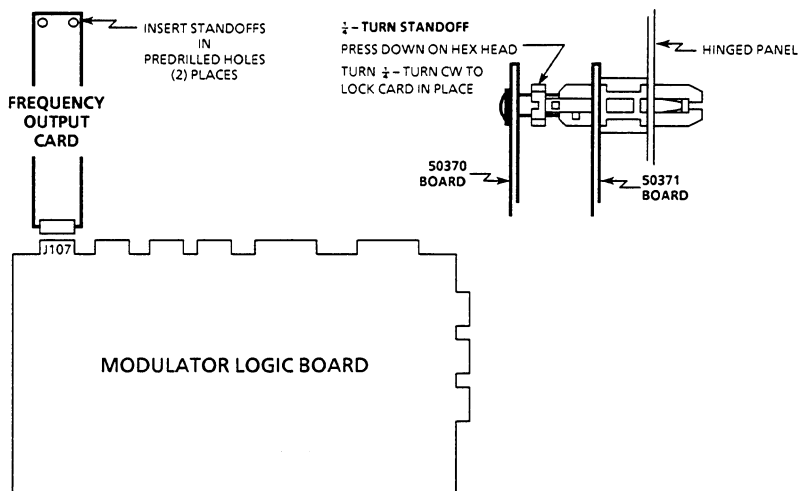 INSERT STANDOFFS
IN
PREDRILLED HOLES
(2) PLACES
FREQUENCY
OUTPUT
CARD
¼ – TURN STANDOFF
PRESS DOWN ON HEX HEAD
TURN ¼ – TURN CW TO
LOCK CARD IN PLACE
HINGED PANEL
50370
BOARD
50371
BOARD
J107
MODULATOR LOGIC BOARD